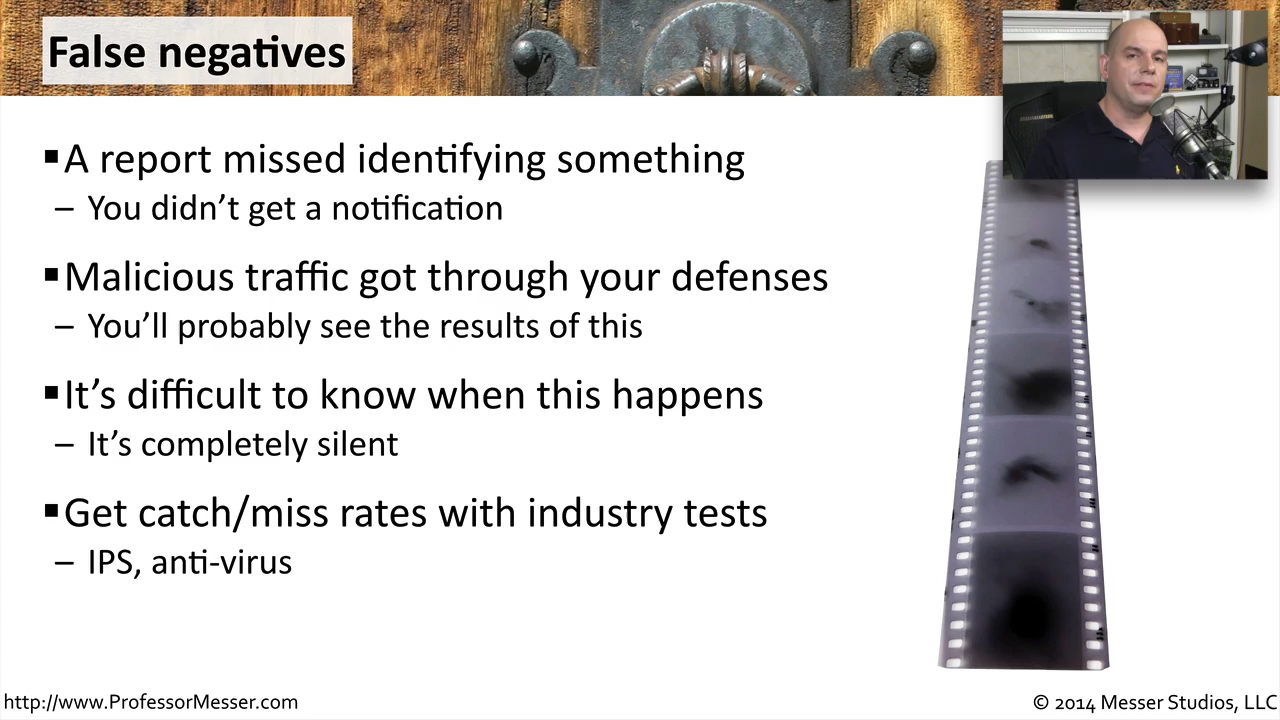 False negatives
▪A report missed identifying something
– You didn’t get a notification
▪Malicious traffic got through your defenses
– You’ll probably see the results of this
▪It’s difficult to know when this happens
– It’s completely silent
▪Get catch/miss rates with industry tests
– IPS, anti-virus
http://www.ProfessorMesser.com
© 2014 Messer Studios, LLC